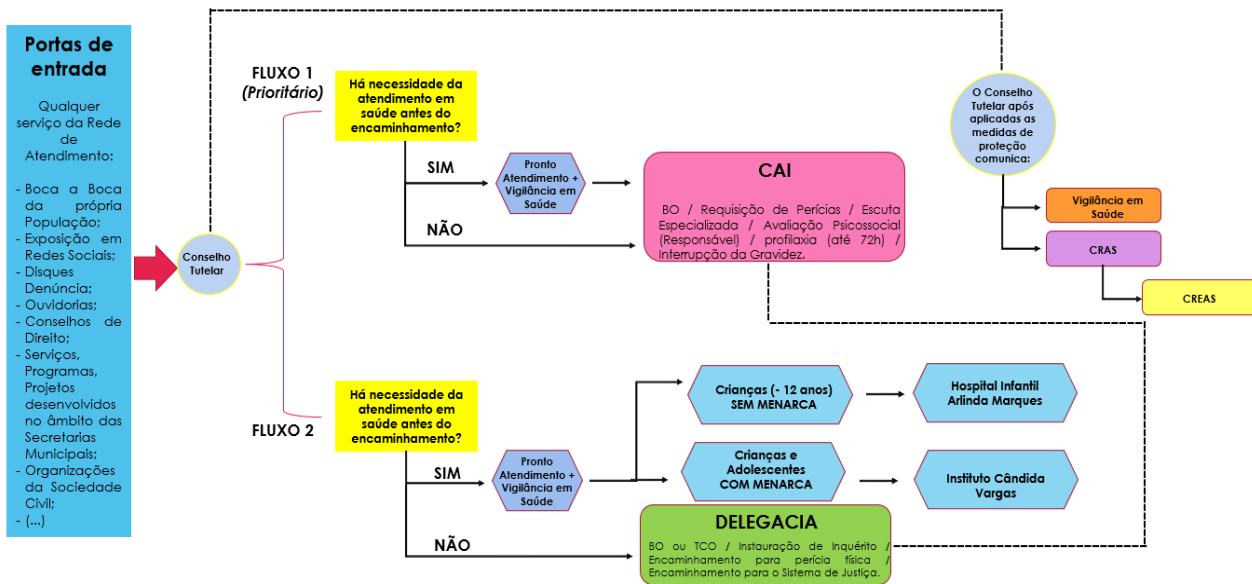 Portas de
entrada
Qualquer
serviço da Rede
de
Atendimento:
- Boca a Boca
da própria
População;
- Exposição em
Redes Sociais;
- Disques
Denúncia;
- Ouvidorias;
- Conselhos de
Direito;
- Serviços,
Programas,
Projetos
desenvolvidos
no âmbito das
Secretarias
Municipais;
- Organizações
da Sociedade
Civil;
- (...)
Conselho
Tutelar
FLUXO 1
(Prioritário)
Há necessidade da
atendimento em
saúde antes do
encaminhamento?
SIM
NÃO
Pronto
Atendimento +
Vigilância em
Saúde
CAI
BO / Requisição de Perícias / Escuta
Especializada / Avaliação Psicossocial
(Responsável) / profilaxia (até 72h) /
Interrupção da Gravidez.
O Conselho
Tutelar após
aplicadas as
medidas de
proteção
comunica:
Vigilância em
Saúde
CRAS
CREAS
FLUXO 2
Há necessidade da
atendimento em
saúde antes do
encaminhamento?
SIM
NÃO
Pronto
Atendimento +
Vigilância em
Saúde
Crianças (- 12 anos)
SEM MENARCA
Hospital Infantil
Arlinda Marques
Crianças e
Adolescentes
COM MENARCA
Instituto Cândida
Vargas
DELEGACIA
BO ou TCO / Instauração de Inquérito /
Encaminhamento para perícia física /
Encaminhamento para o Sistema de Justiça.